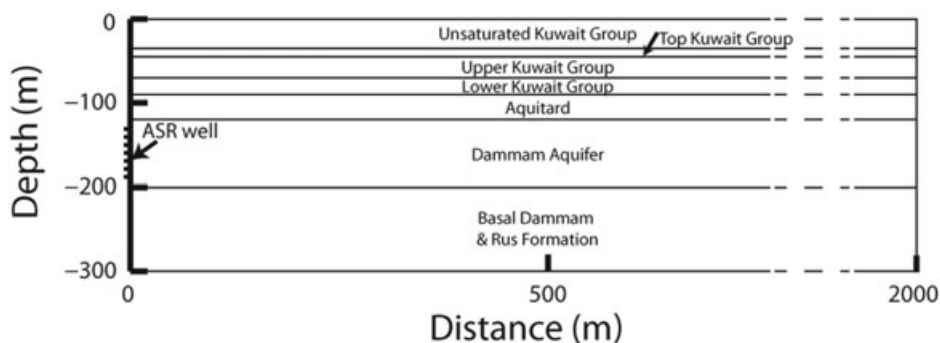 0
Unsaturated Kuwait Group
Top Kuwait Group
Upper Kuwait Group
Lower Kuwait Group
−100
Aquitard
ASR well
Dammam Aquifer
−200
Basal Dammam
& Rus Formation
−300
Depth (m)
0
500
2000
Distance (m)